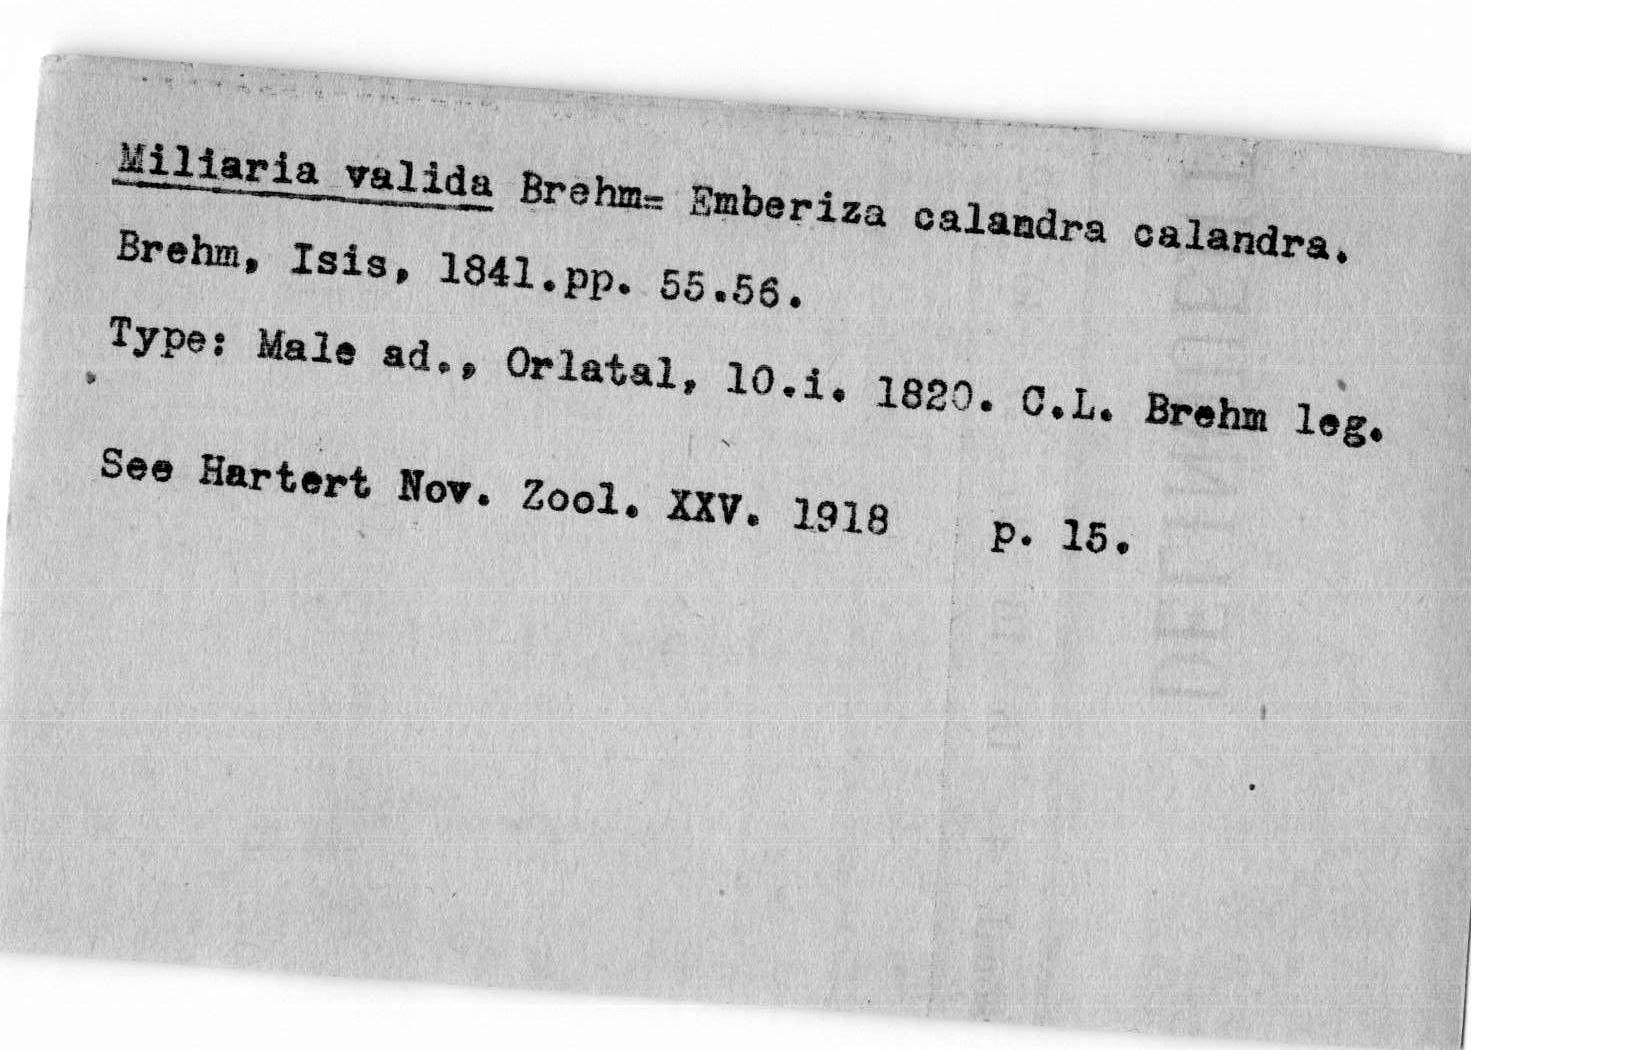 Miliaria valida Brehm= Emberiza calandra calandra.
Brehm, Isis, 1841.pp. 55.56.
Type: Male ad., Orlatal, 10.i. 1820. C.L. Brehm leg.
See Hartert Nov. Zool. XXV. 1918 p. 15.